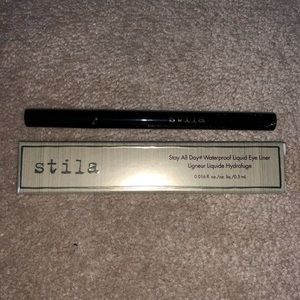 stila
stila
Stay All Day® Waterproof Liquid Eye Liner
Ligneur Liquide Hydrofuge
0.016 fl. oz./oz. liq./0.5 mL